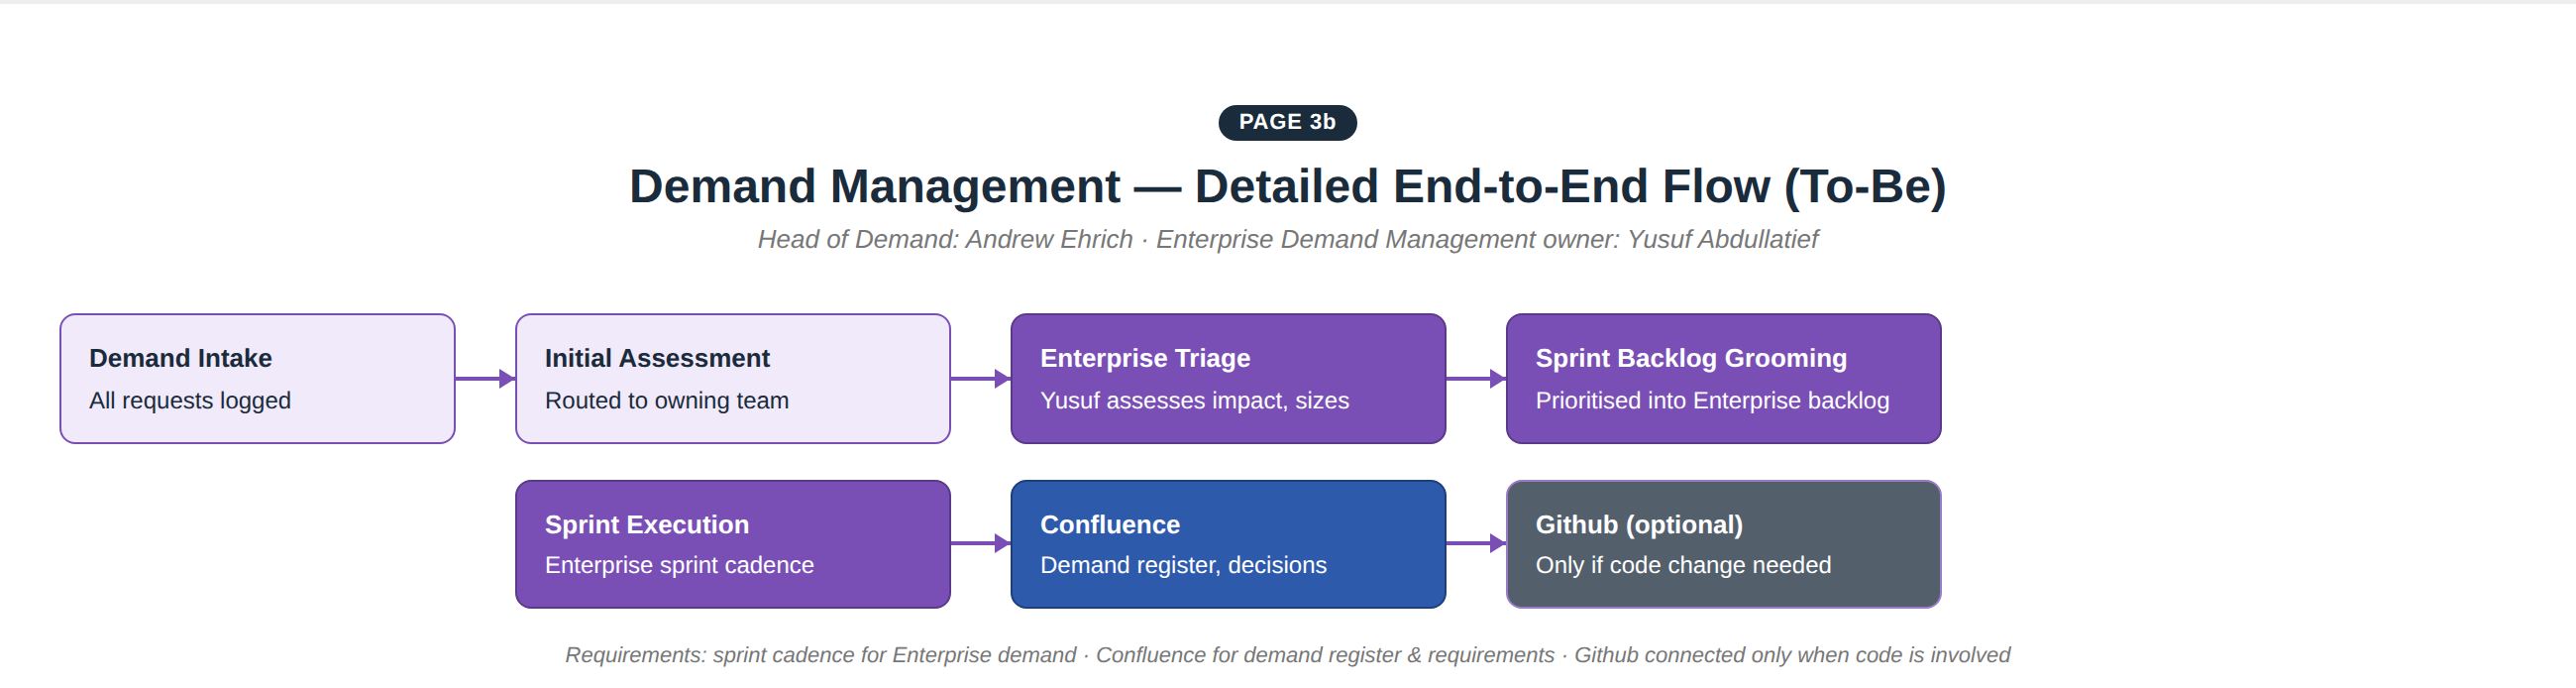 PAGE 3b
Demand Management — Detailed End-to-End Flow (To-Be)
Head of Demand: Andrew Ehrich · Enterprise Demand Management owner: Yusuf Abdullatief
Demand Intake
All requests logged
Initial Assessment
Routed to owning team
Enterprise Triage
Yusuf assesses impact, sizes
Sprint Backlog Grooming
Prioritised into Enterprise backlog
Sprint Execution
Enterprise sprint cadence
Confluence
Demand register, decisions
Github (optional)
Only if code change needed
Requirements: sprint cadence for Enterprise demand · Confluence for demand register & requirements · Github connected only when code is involved